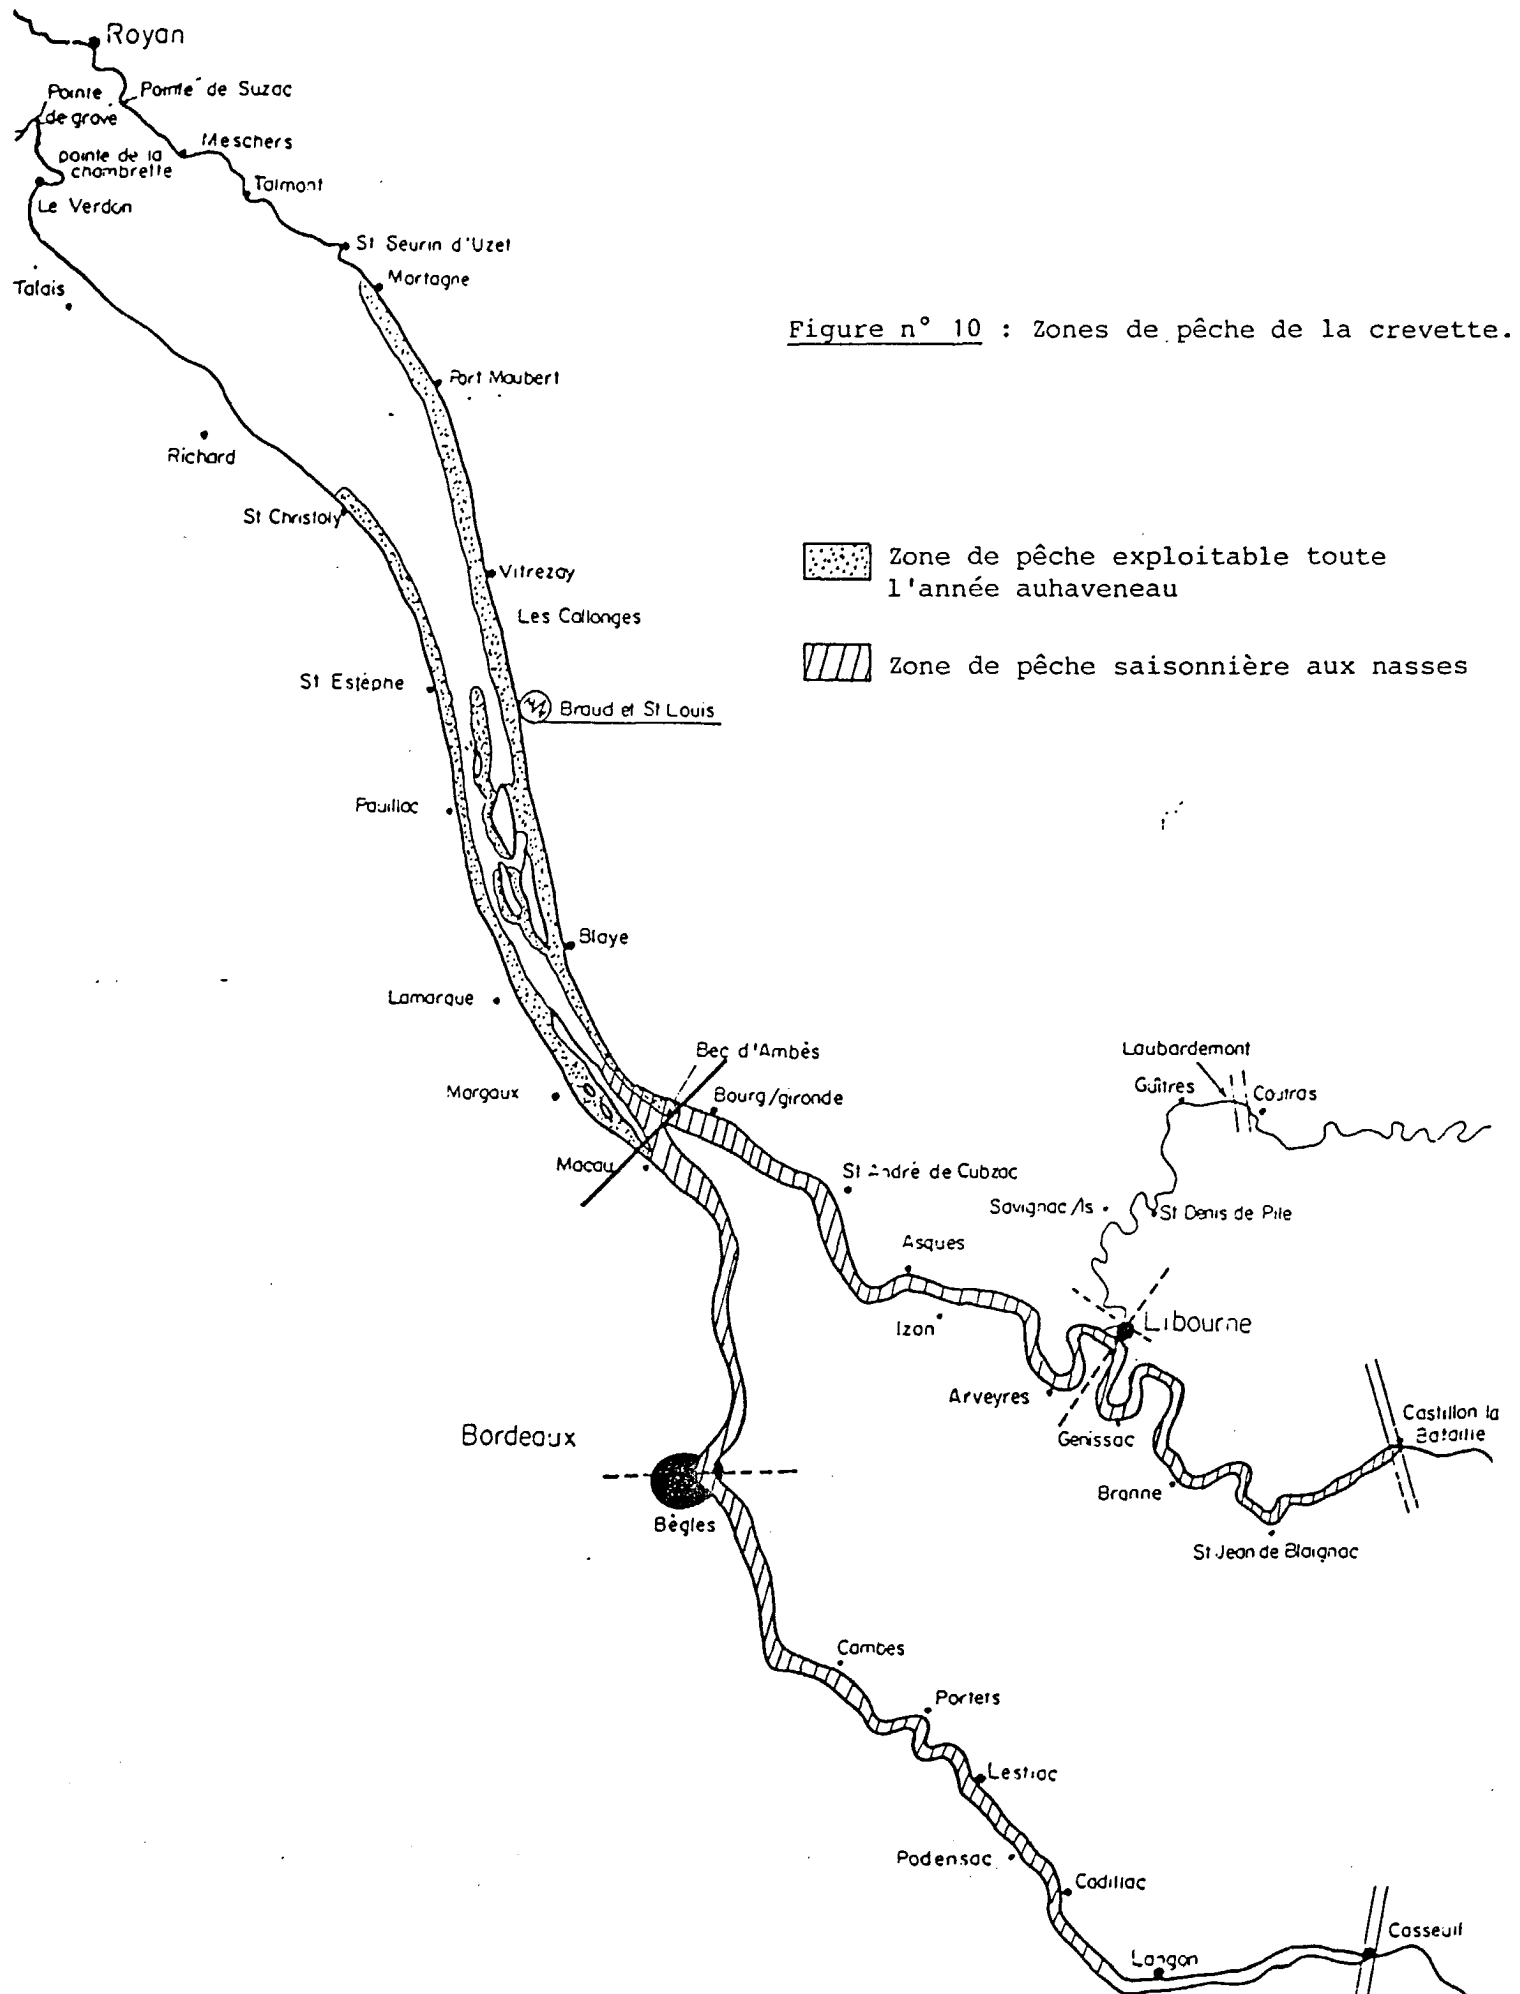 Royan
Pointe de Suzac
Pointe
de grave
Meschers
pointe de la
chambrette
Talmont
Le Verdon
St Seurin d'Uzet
Mortagne
Talais
Figure n° 10 : Zones de pêche de la crevette.
Port Maubert
Richard
St Christoly
Zone de pêche exploitable toute
l'année auhaveneau
Vitrezay
Les Callonges
Zone de pêche saisonnière aux nasses
St Estèphe
Braud et St Louis
Pauillac
Blaye
Lamarque
Bec d'Ambès
Laubardemont
Margaux
Bourg/gironde
Guîtres
Coutras
Macau
St André de Cubzac
Savignac/Is
St Denis de Pile
Asques
Izon
Libourne
Arveyres
Bordeaux
Genissac
Castillon la
Bataille
Bègles
Branne
St Jean de Blaignac
Cambes
Portets
Lestiac
Podensac
Cadillac
Casseuil
Langon